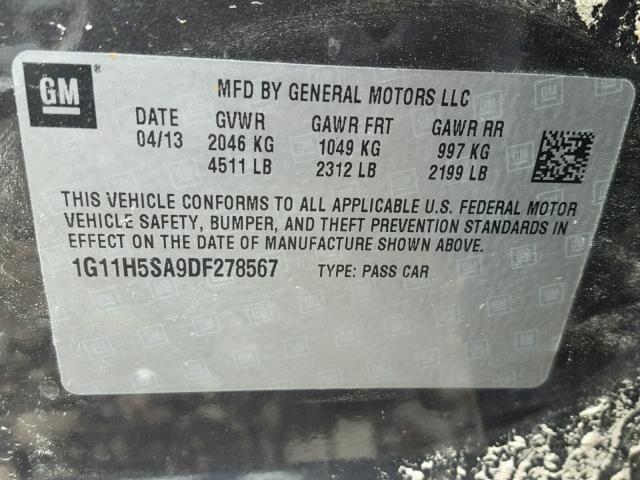 GM ®
MFD BY GENERAL MOTORS LLC
DATE GVWR GAWR FRT GAWR RR
04/13 2046 KG 1049 KG 997 KG
4511 LB 2312 LB 2199 LB
THIS VEHICLE CONFORMS TO ALL APPLICABLE U.S. FEDERAL MOTOR
VEHICLE SAFETY, BUMPER, AND THEFT PREVENTION STANDARDS IN
EFFECT ON THE DATE OF MANUFACTURE SHOWN ABOVE.
1G11H5SA9DF278567 TYPE: PASS CAR